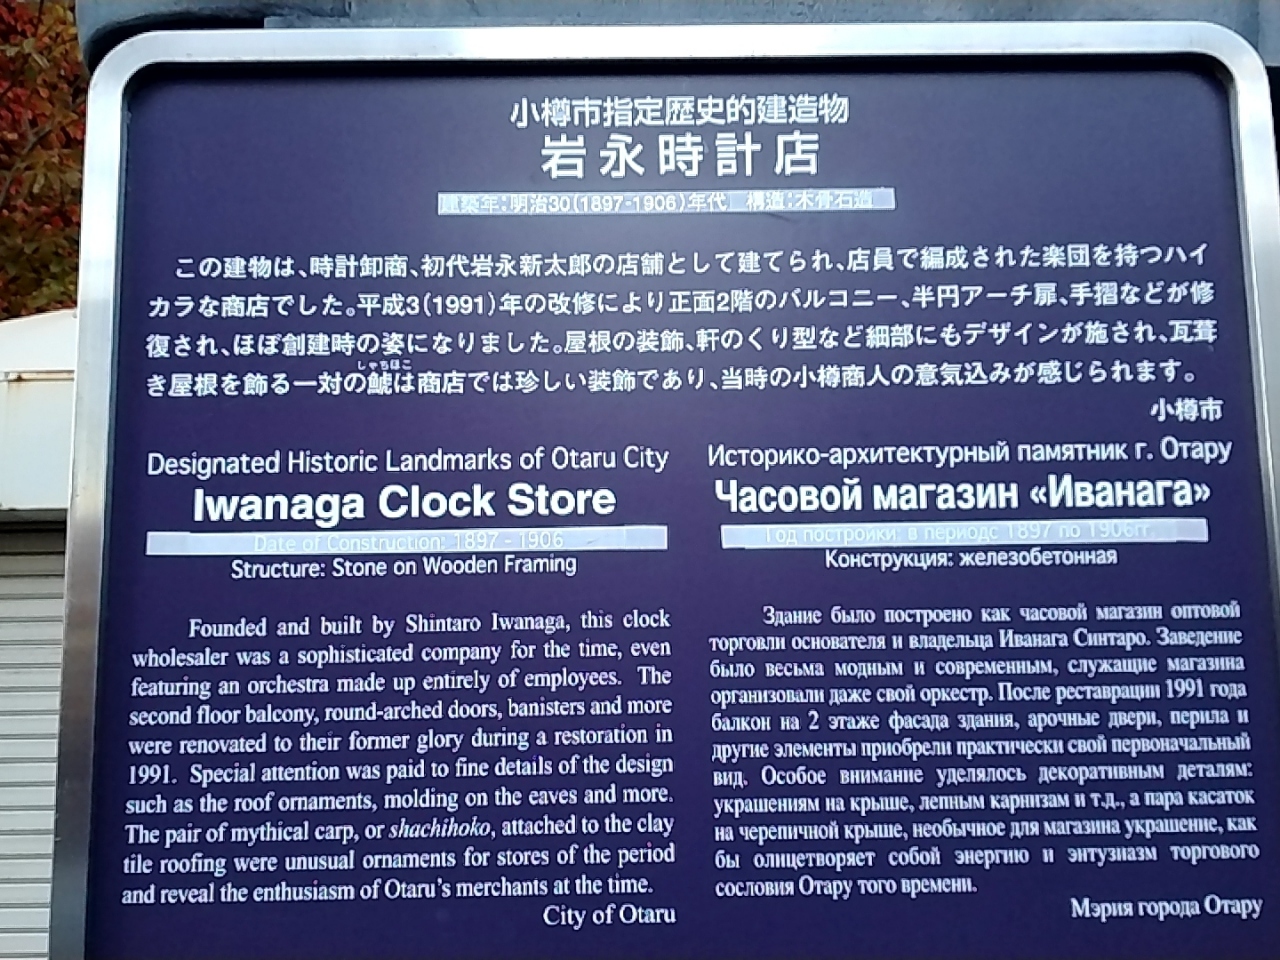 小樽市指定歴史的建造物
岩永時計店
建築年:明治30(1897-1906)年代 構造:木骨石造
この建物は、時計卸商、初代岩永新太郎の店舗として建てられ、店員で編成された楽団を持つハイ
カラな商店でした。平成3(1991)年の改修により正面2階のバルコニー、半円アーチ扉、手摺などが修
復され、ほぼ創建時の姿になりました。屋根の装飾、軒のくり型など細部にもデザインが施され、瓦葺
しゃちほこ
き屋根を飾る一対の鯱は商店では珍しい装飾であり、当時の小樽商人の意気込みが感じられます。
小樽市
Designated Historic Landmarks of Otaru City
Iwanaga Clock Store
Date of Construction: 1897 - 1906
Structure: Stone on Wooden Framing
Founded and built by Shintaro Iwanaga, this clock
wholesaler was a sophisticated company for the time, even
featuring an orchestra made up entirely of employees. The
second floor balcony, round-arched doors, banisters and more
were renovated to their former glory during a restoration in
1991. Special attention was paid to fine details of the design
such as the roof ornaments, molding on the eaves and more.
The pair of mythical carp, or shachihoko, attached to the clay
tile roofing were unusual ornaments for stores of the period
and reveal the enthusiasm of Otaru's merchants at the time.
City of Otaru
Историко-архитектурный памятник г. Отару
Часовой магазин «Иванага»
Год постройки: в периодс 1897 по 1906гг.
Конструкция: железобетонная
Здание было построено как часовой магазин оптовой
торговли основателя и владельца Иванага Синтаро. Заведение
было весьма модным и современным, служащие магазина
организовали даже свой оркестр. После реставрации 1991 года
балкон на 2 этаже фасада здания, арочные двери, перила и
другие элементы приобрели практически свой первоначальный
вид. Особое внимание уделялось декоративным деталям:
украшениям на крыше, лепным карнизам и т.д., а пара касаток
на черепичной крыше, необычное для магазина украшение, как
бы олицетворяет собой энергию и энтузиазм торгового
сословия Отару того времени.
Мэрия города Отару